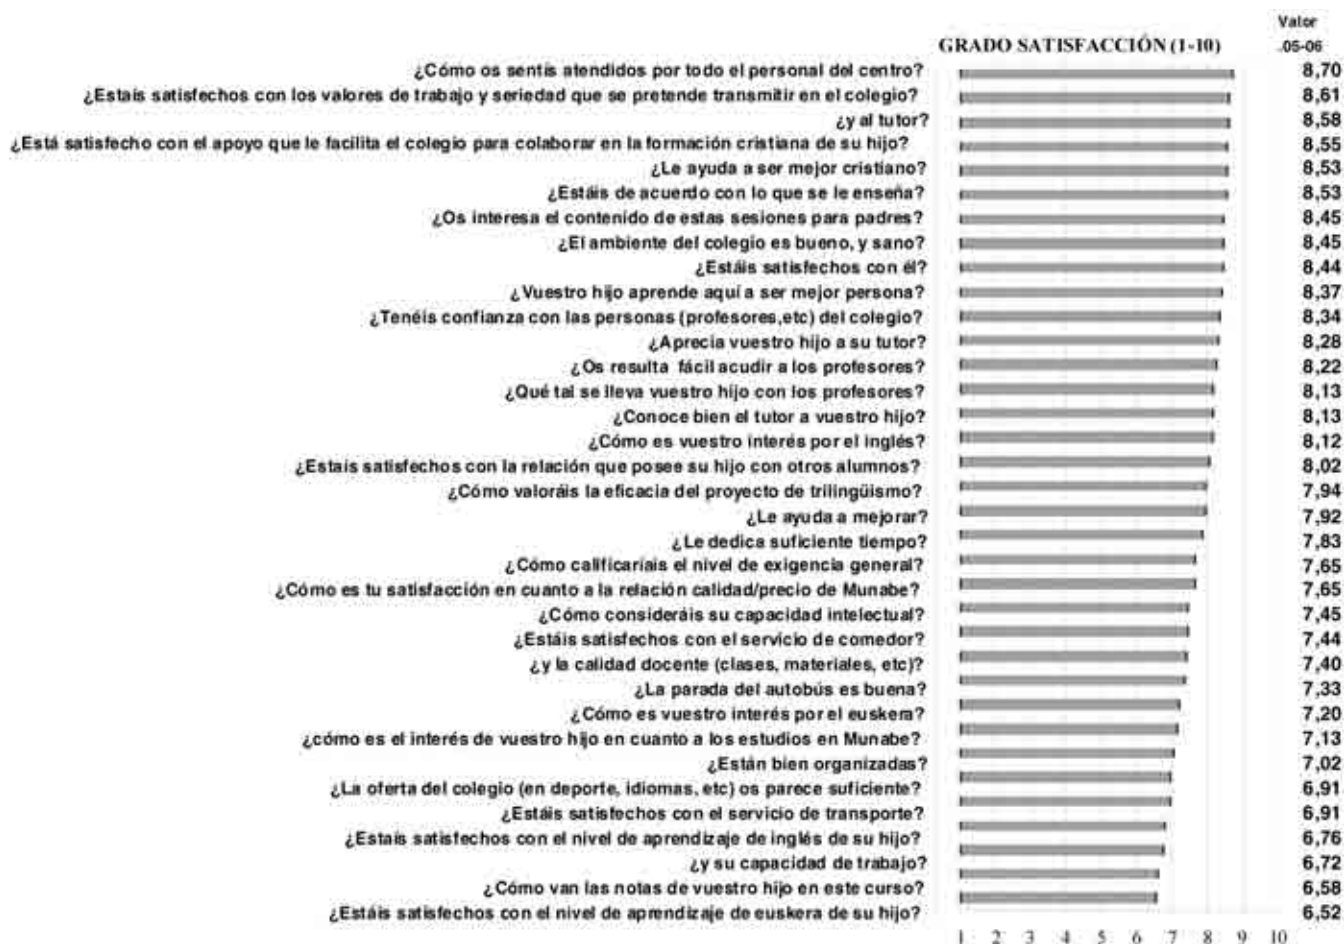 Valor
GRADO SATISFACCIÓN (1-10) .05-06
¿Cómo os sentís atendidos por todo el personal del centro? 8,70
¿Estais satisfechos con los valores de trabajo y seriedad que se pretende transmitir en el colegio? 8,61
¿y al tutor? 8,58
¿Está satisfecho con el apoyo que le facilita el colegio para colaborar en la formación cristiana de su hijo? 8,55
¿Le ayuda a ser mejor cristiano? 8,53
¿Estáis de acuerdo con lo que se le enseña? 8,53
¿Os interesa el contenido de estas sesiones para padres? 8,45
¿El ambiente del colegio es bueno, y sano? 8,45
¿Estáis satisfechos con él? 8,44
¿Vuestro hijo aprende aquí a ser mejor persona? 8,37
¿Tenéis confianza con las personas (profesores,etc) del colegio? 8,34
¿Aprecia vuestro hijo a su tutor? 8,28
¿Os resulta fácil acudir a los profesores? 8,22
¿Qué tal se lleva vuestro hijo con los profesores? 8,13
¿Conoce bien el tutor a vuestro hijo? 8,13
¿Cómo es vuestro interés por el inglés? 8,12
¿Estais satisfechos con la relación que posee su hijo con otros alumnos? 8,02
¿Cómo valoráis la eficacia del proyecto de trilingüismo? 7,94
¿Le ayuda a mejorar? 7,92
¿Le dedica suficiente tiempo? 7,83
¿Cómo calificaríais el nivel de exigencia general? 7,65
¿Cómo es tu satisfacción en cuanto a la relación calidad/precio de Munabe? 7,65
¿Cómo consideráis su capacidad intelectual? 7,45
¿Estáis satisfechos con el servicio de comedor? 7,44
¿y la calidad docente (clases, materiales, etc)? 7,40
¿La parada del autobús es buena? 7,33
¿Cómo es vuestro interés por el euskera? 7,20
¿cómo es el interés de vuestro hijo en cuanto a los estudios en Munabe? 7,13
¿Están bien organizadas? 7,02
¿La oferta del colegio (en deporte, idiomas, etc) os parece suficiente? 6,91
¿Estáis satisfechos con el servicio de transporte? 6,91
¿Estais satisfechos con el nivel de aprendizaje de inglés de su hijo? 6,76
¿y su capacidad de trabajo? 6,72
¿Cómo van las notas de vuestro hijo en este curso? 6,58
¿Estáis satisfechos con el nivel de aprendizaje de euskera de su hijo? 6,52
1 2 3 4 5 6 7 8 9 10